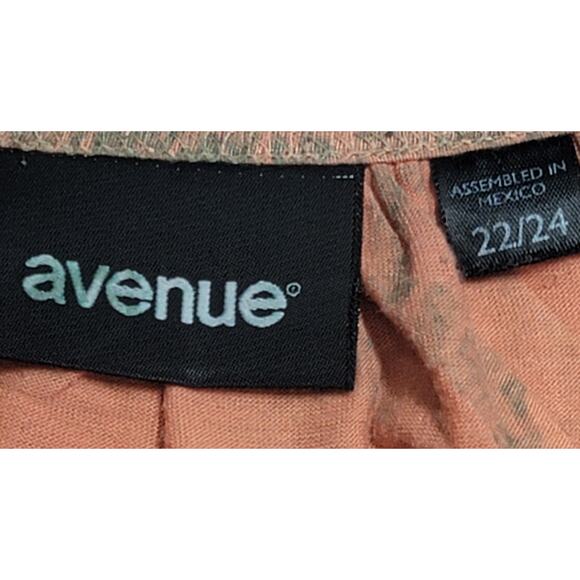 avenue®
ASSEMBLED IN
MEXICO
22/24